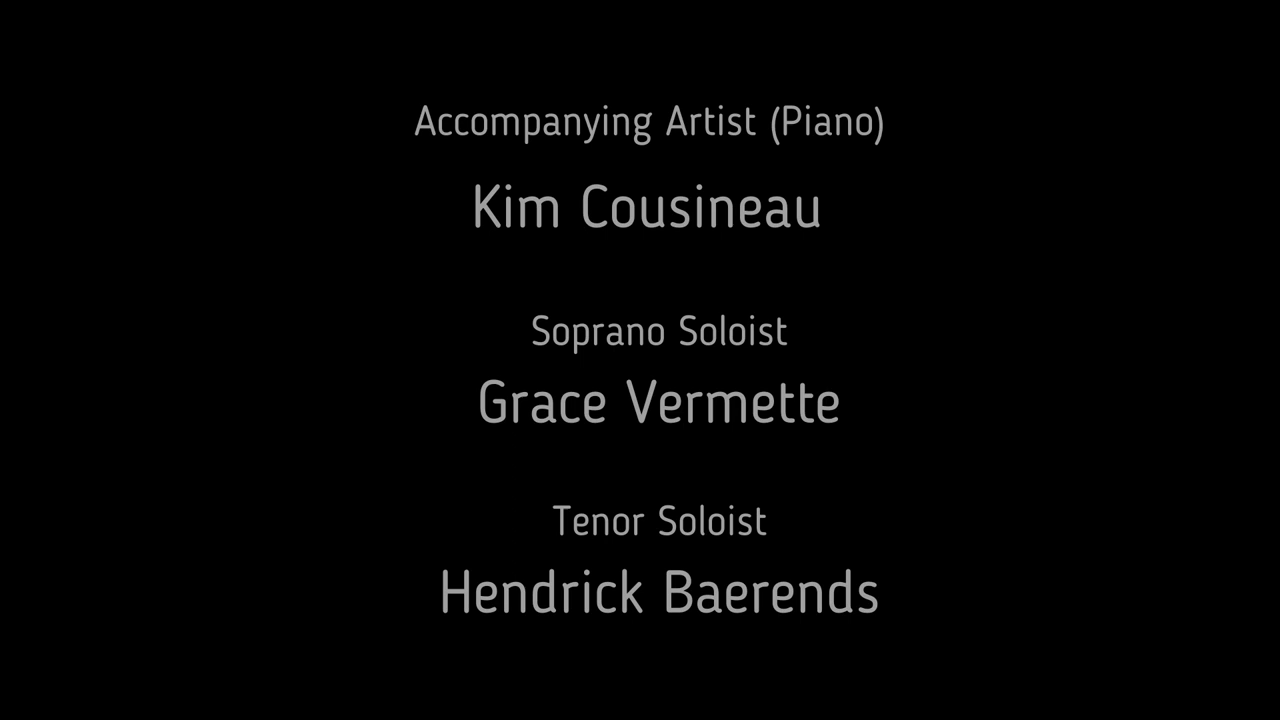 Accompanying Artist (Piano)
Kim Cousineau
Soprano Soloist
Grace Vermette
Tenor Soloist
Hendrick Baerends